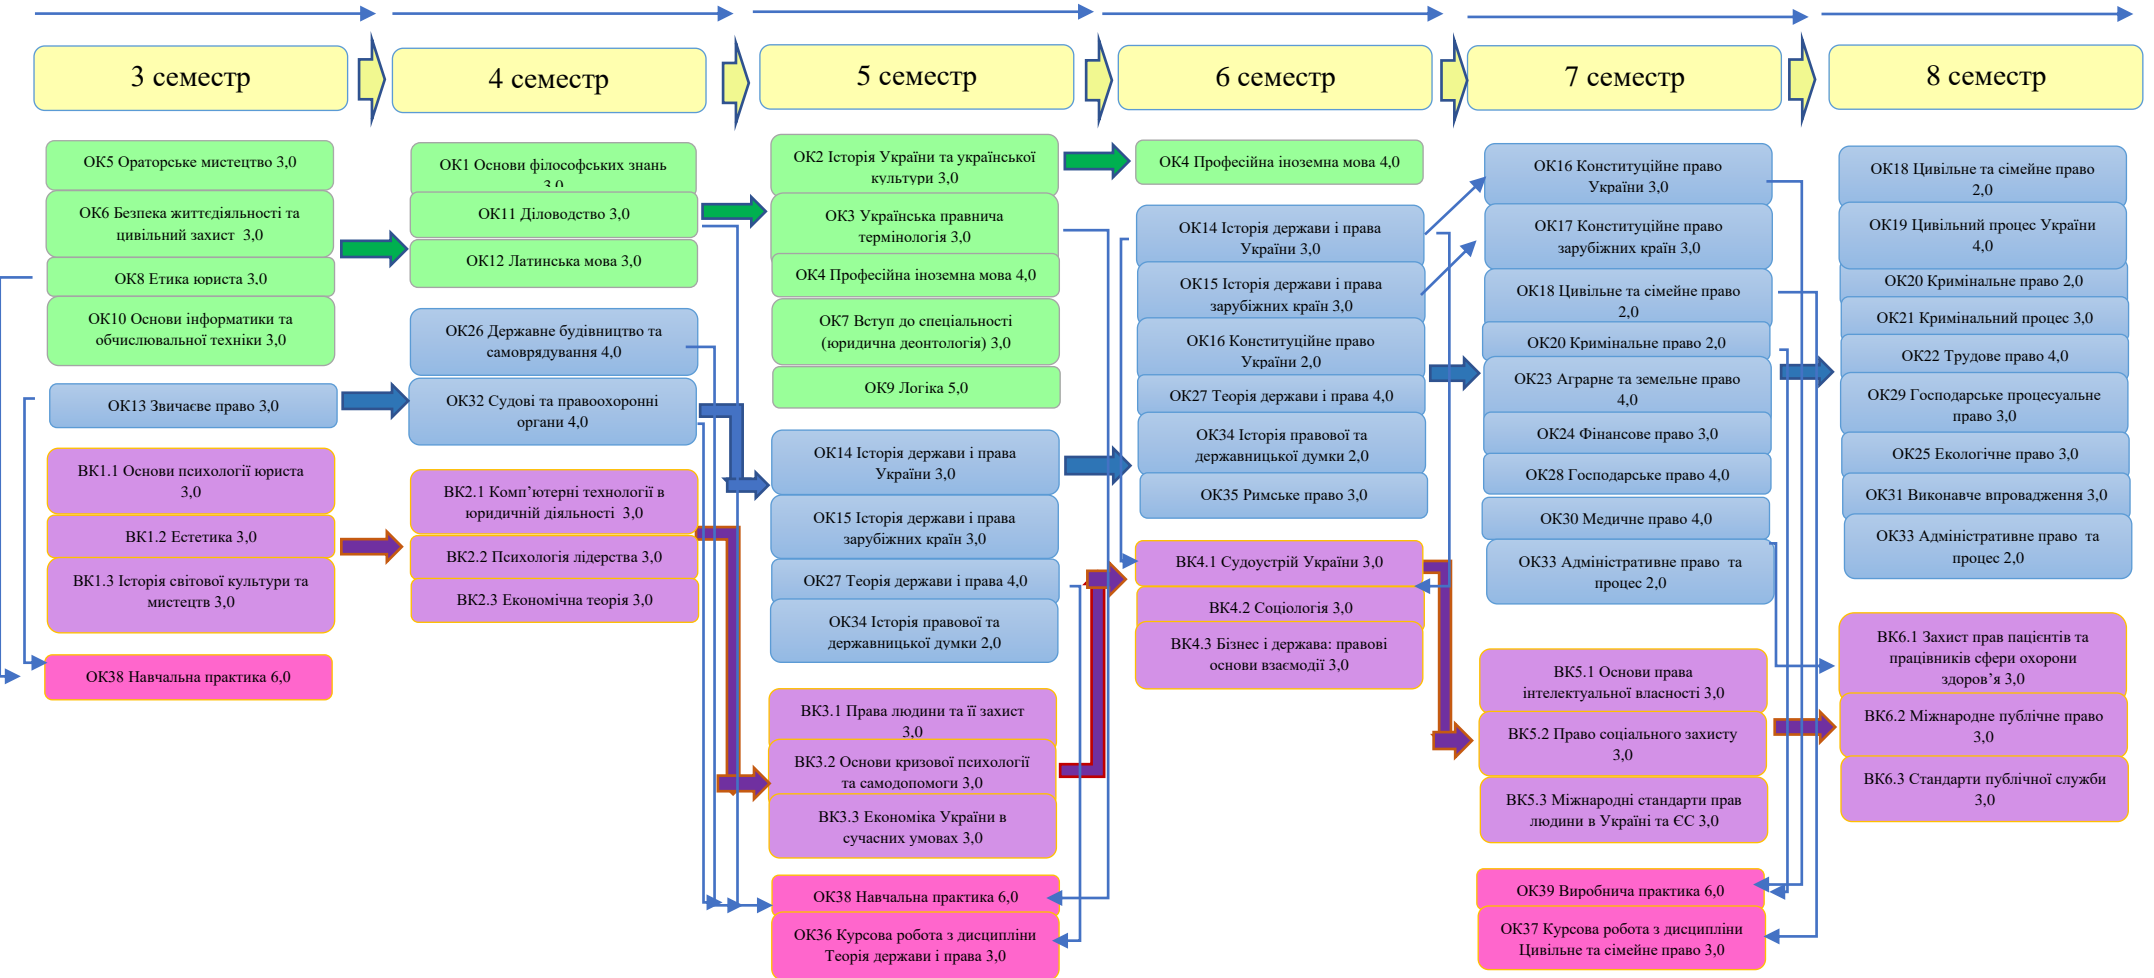 3 семестр
4 семестр
5 семестр
6 семестр
7 семестр
8 семестр
ОК5 Ораторське мистецтво 3,0
ОК6 Безпека життєдіяльності та
цивільний захист 3,0
ОК8 Етика юриста 3,0
ОК10 Основи інформатики та
обчислювальної техніки 3,0
ОК13 Звичаєве право 3,0
ВК1.1 Основи психології юриста
3,0
ВК1.2 Естетика 3,0
ВК1.3 Історія світової культури та
мистецтв 3,0
ОК38 Навчальна практика 6,0
ОК1 Основи філософських знань
3,0
ОК11 Діловодство 3,0
ОК12 Латинська мова 3,0
ОК26 Державне будівництво та
самоврядування 4,0
ОК32 Судові та правоохоронні
органи 4,0
ВК2.1 Комп’ютерні технології в
юридичній діяльності 3,0
ВК2.2 Психологія лідерства 3,0
ВК2.3 Економічна теорія 3,0
ОК2 Історія України та української
культури 3,0
ОК3 Українська правнича
термінологія 3,0
ОК4 Професійна іноземна мова 4,0
ОК7 Вступ до спеціальності
(юридична деонтологія) 3,0
ОК9 Логіка 5,0
ОК14 Історія держави і права
України 3,0
ОК15 Історія держави і права
зарубіжних країн 3,0
ОК27 Теорія держави і права 4,0
ОК34 Історія правової та
державницької думки 2,0
ВК3.1 Права людини та її захист
3,0
ВК3.2 Основи кризової психології
та самодопомоги 3,0
ВК3.3 Економіка України в
сучасних умовах 3,0
ОК38 Навчальна практика 6,0
ОК36 Курсова робота з дисципліни
Теорія держави і права 3,0
ОК4 Професійна іноземна мова 4,0
ОК14 Історія держави і права
України 3,0
ОК15 Історія держави і права
зарубіжних країн 3,0
ОК16 Конституційне право
України 2,0
ОК27 Теорія держави і права 4,0
ОК34 Історія правової та
державницької думки 2,0
ОК35 Римське право 3,0
ВК4.1 Судоустрій України 3,0
ВК4.2 Соціологія 3,0
ВК4.3 Бізнес і держава: правові
основи взаємодії 3,0
ОК16 Конституційне право
України 3,0
ОК17 Конституційне право
зарубіжних країн 3,0
ОК18 Цивільне та сімейне право
2,0
ОК20 Кримінальне право 2,0
ОК23 Аграрне та земельне право
4,0
ОК24 Фінансове право 3,0
ОК28 Господарське право 4,0
ОК30 Медичне право 4,0
ОК33 Адміністративне право та
процес 2,0
ВК5.1 Основи права
інтелектуальної власності 3,0
ВК5.2 Право соціального захисту
3,0
ВК5.3 Міжнародні стандарти прав
людини в Україні та ЄС 3,0
ОК39 Виробнича практика 6,0
ОК37 Курсова робота з дисципліни
Цивільне та сімейне право 3,0
ОК18 Цивільне та сімейне право
2,0
ОК19 Цивільний процес України
4,0
ОК20 Кримінальне право 2,0
ОК21 Кримінальний процес 3,0
ОК22 Трудове право 4,0
ОК29 Господарське процесуальне
право 3,0
ОК25 Екологічне право 3,0
ОК31 Виконавче впровадження 3,0
ОК33 Адміністративне право та
процес 2,0
ВК6.1 Захист прав пацієнтів та
працівників сфери охорони
здоров’я 3,0
ВК6.2 Міжнародне публічне право
3,0
ВК6.3 Стандарти публічної служби
3,0